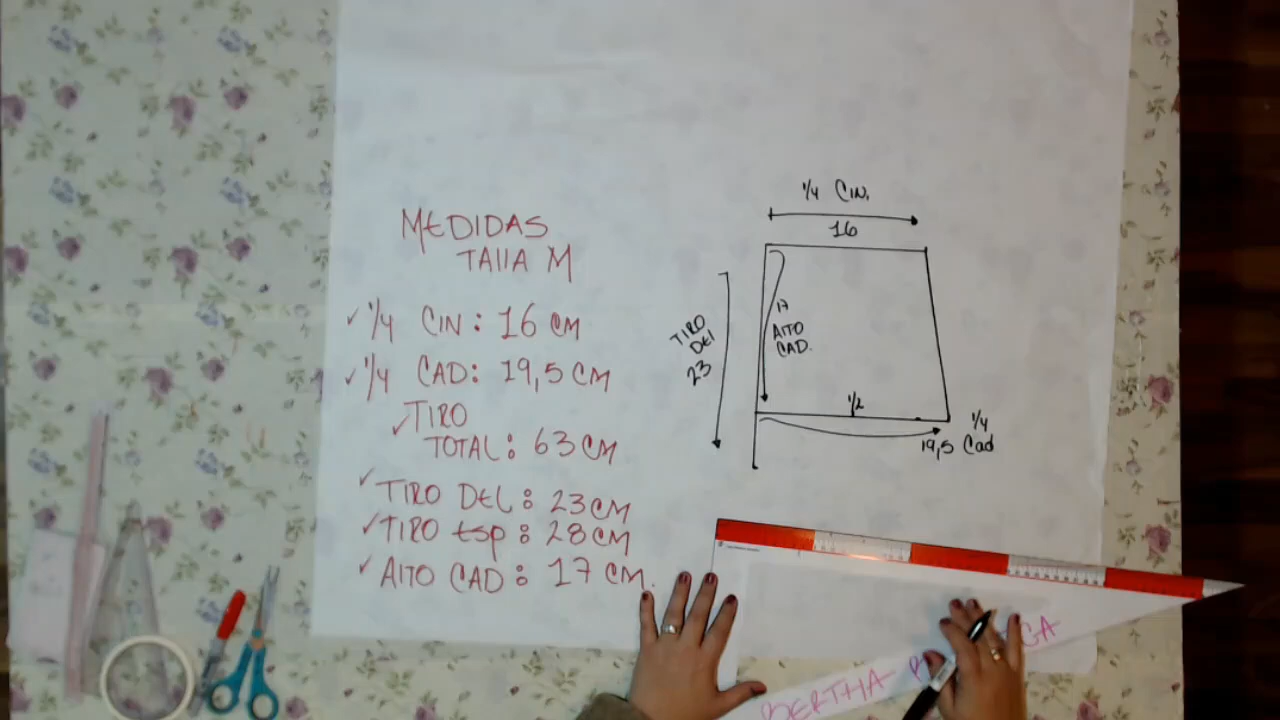 MEDIDAS
TALLA M
✓ 1/4 CIN: 16 CM
✓ 1/4 CAD: 19,5 CM
✓ TIRO
TOTAL: 63 CM
✓ TIRO DEL: 23 CM
✓ TIRO ESP: 28 CM
✓ ALTO CAD: 17 CM.
1/4 CIN.
16
TIRO
DEL
23
17
ALTO
CAD.
1/2
1/4
19,5 Cad
BERTHA